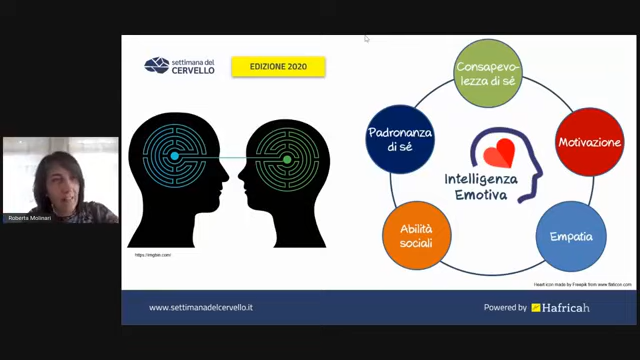 settimana del
CERVELLO
EDIZIONE 2020
Consapevo-
lezza di sé
Padronanza
di sé
Motivazione
Intelligenza
Emotiva
Abilità
sociali
Empatia
Roberta Molinari
https://ringbin.com/
Heart icon made by Freepik from www.flaticon.com
www.settimanadelcervello.it
Powered by Hafricah